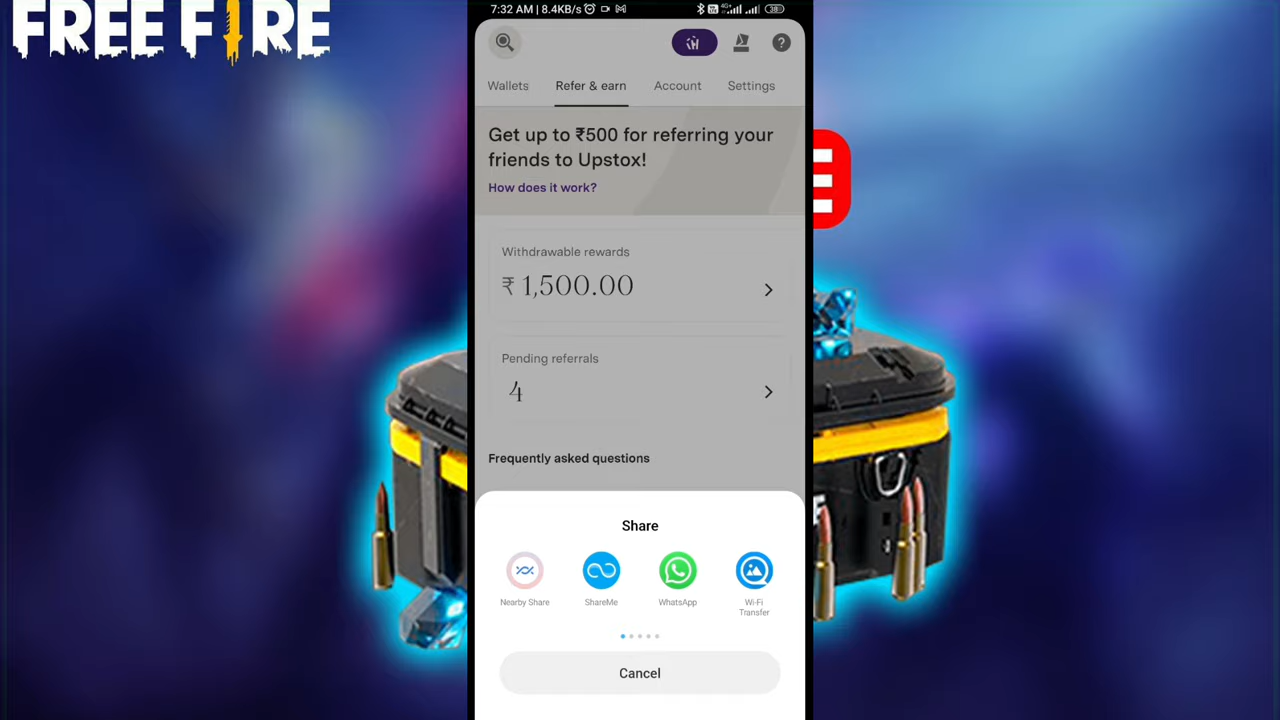 FREE FIRE
7:32 AM | 8.4KB/s
4G
38
Wallets
Refer & earn
Account
Settings
Get up to ₹500 for referring your
friends to Upstox!
How does it work?
Withdrawable rewards
₹ 1,500.00
Pending referrals
4
Frequently asked questions
Share
Nearby Share
ShareMe
WhatsApp
Wi-Fi
Transfer
Cancel